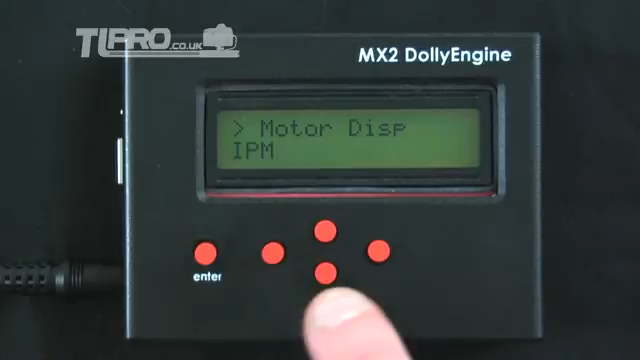 TLPRO.CO.UK
MX2 DollyEngine
> Motor Disp
IPM
enter